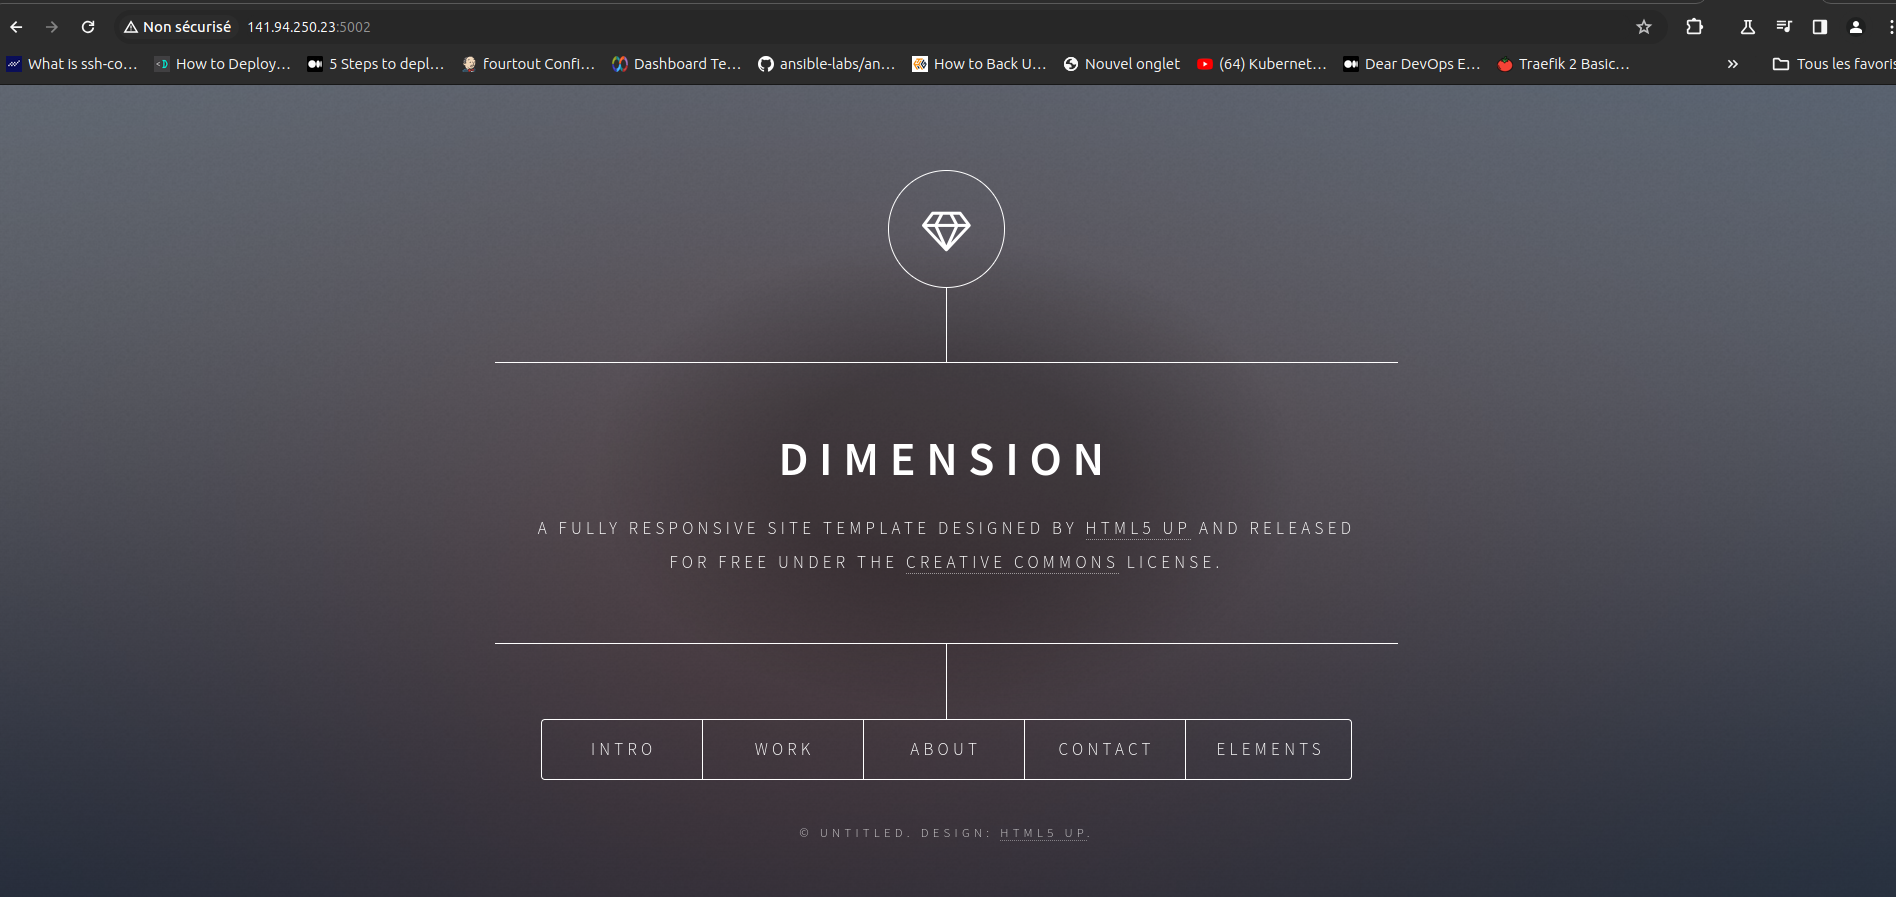 Non sécurisé 141.94.250.23:5002
What is ssh-co... How to Deploy... 5 Steps to depl... fourtout Confi... Dashboard Te... ansible-labs/an... How to Back U... Nouvel onglet (64) Kubernet... Dear DevOps E... Traefik 2 Basic... » Tous les favoris
DIMENSION
A FULLY RESPONSIVE SITE TEMPLATE DESIGNED BY HTML5 UP AND RELEASED
FOR FREE UNDER THE CREATIVE COMMONS LICENSE.
INTRO WORK ABOUT CONTACT ELEMENTS
© UNTITLED. DESIGN: HTML5 UP.